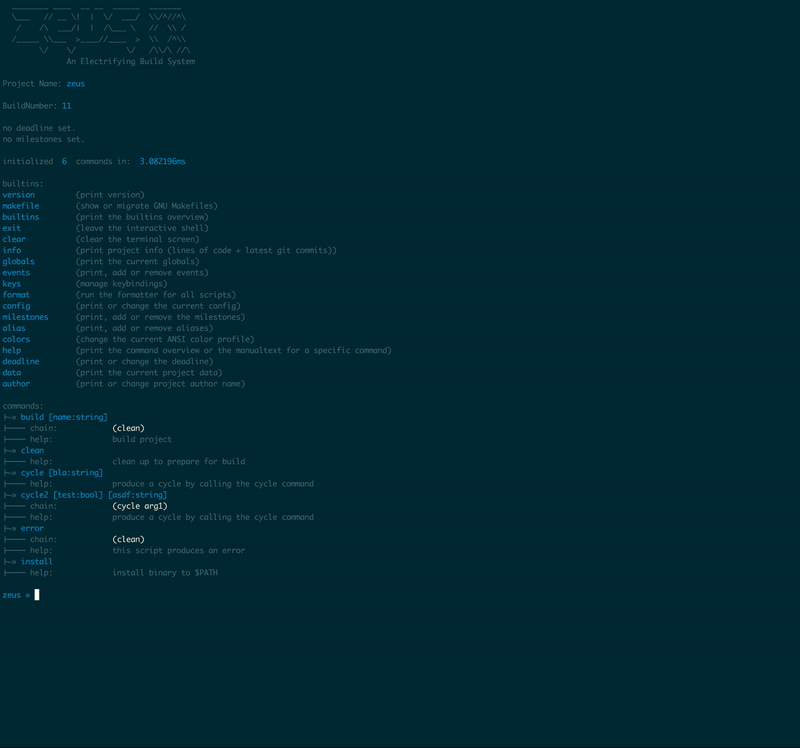 An Electrifying Build System
Project Name: zeus
BuildNumber: 11
no deadline set.
no milestones set.
initialized 6 commands in: 3.082196ms
builtins:
version (print version)
makefile (show or migrate GNU Makefiles)
builtins (print the builtins overview)
exit (leave the interactive shell)
clear (clear the terminal screen)
info (print project info (lines of code + latest git commits))
globals (print the current globals)
events (print, add or remove events)
keys (manage keybindings)
format (run the formatter for all scripts)
config (print or change the current config)
milestones (print, add or remove the milestones)
alias (print, add or remove aliases)
colors (change the current ANSI color profile)
help (print the command overview or the manualtext for a specific command)
deadline (print or change the deadline)
data (print the current project data)
author (print or change project author name)
commands:
├~» build [name:string]
├──── chain: (clean)
├──── help: build project
├~» clean
├──── help: clean up to prepare for build
├~» cycle [bla:string]
├──── help: produce a cycle by calling the cycle command
├~» cycle2 [test:bool] [asdf:string]
├──── chain: (cycle arg1)
├──── help: produce a cycle by calling the cycle command
├~» error
├──── chain: (clean)
├──── help: this script produces an error
├~» install
├──── help: install binary to $PATH
zeus »